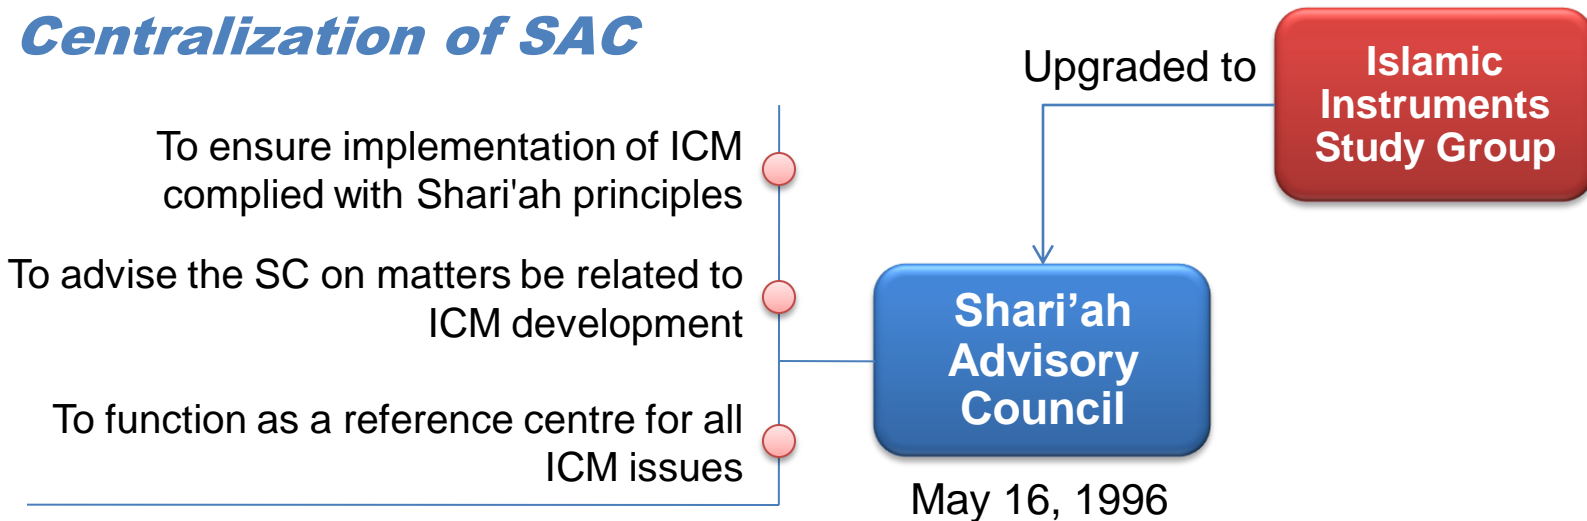 Centralization of SAC
Upgraded to
Islamic
Instruments
Study Group
To ensure implementation of ICM
complied with Shari'ah principles
To advise the SC on matters be related to
ICM development
To function as a reference centre for all
ICM issues
Shari’ah
Advisory
Council
May 16, 1996